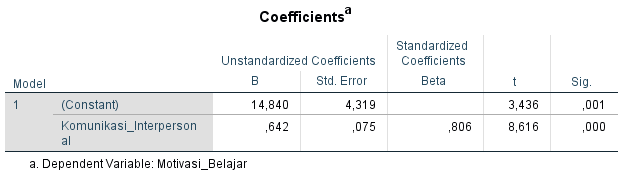 Coefficientsᵃ
Unstandardized Coefficients Standardized Coefficients
Model B Std. Error Beta t Sig.
1 (Constant) 14,840 4,319 3,436 ,001
Komunikasi_Interperson
al ,642 ,075 ,806 8,616 ,000
a. Dependent Variable: Motivasi_Belajar